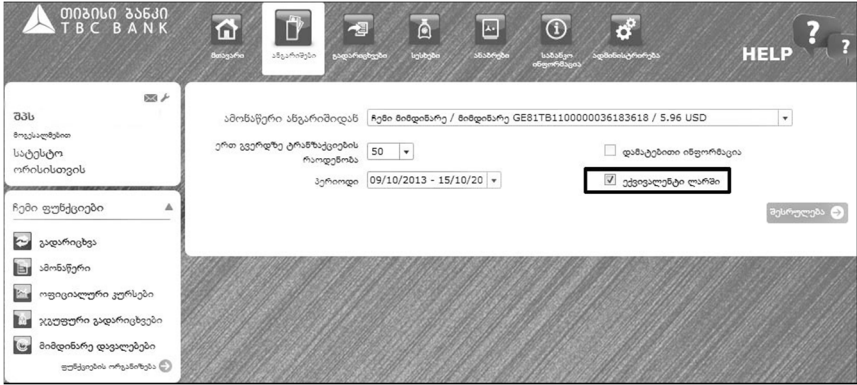 თიბისი ბანკი
TBC BANK
მთავარი
ანგარიშები
გადარიცხვები
სესხები
ანაბრები
საბანკო
ინფორმაცია
ადმინისტრირება
HELP ? ?
შპს
მოგესალმებით
სატესტო
ორისისთვის
ჩემი ფუნქციები
გადარიცხვა
ამონაწერი
ოფიციალური კურსები
ჯგუფური გადარიცხვები
მიმდინარე დავალებები
ფუნქციების ორგანიზება
ამონაწერი ანგარიშიდან ჩემი მიმდინარე / მიმდინარე GE81TB1100000036183618 / 5.96 USD
ერთ გვერდზე ტრანზაქციების
რაოდენობა 50
დამატებითი ინფორმაცია
პერიოდი 09/10/2013 - 15/10/20
ექვივალენტი ლარში
შესრულება